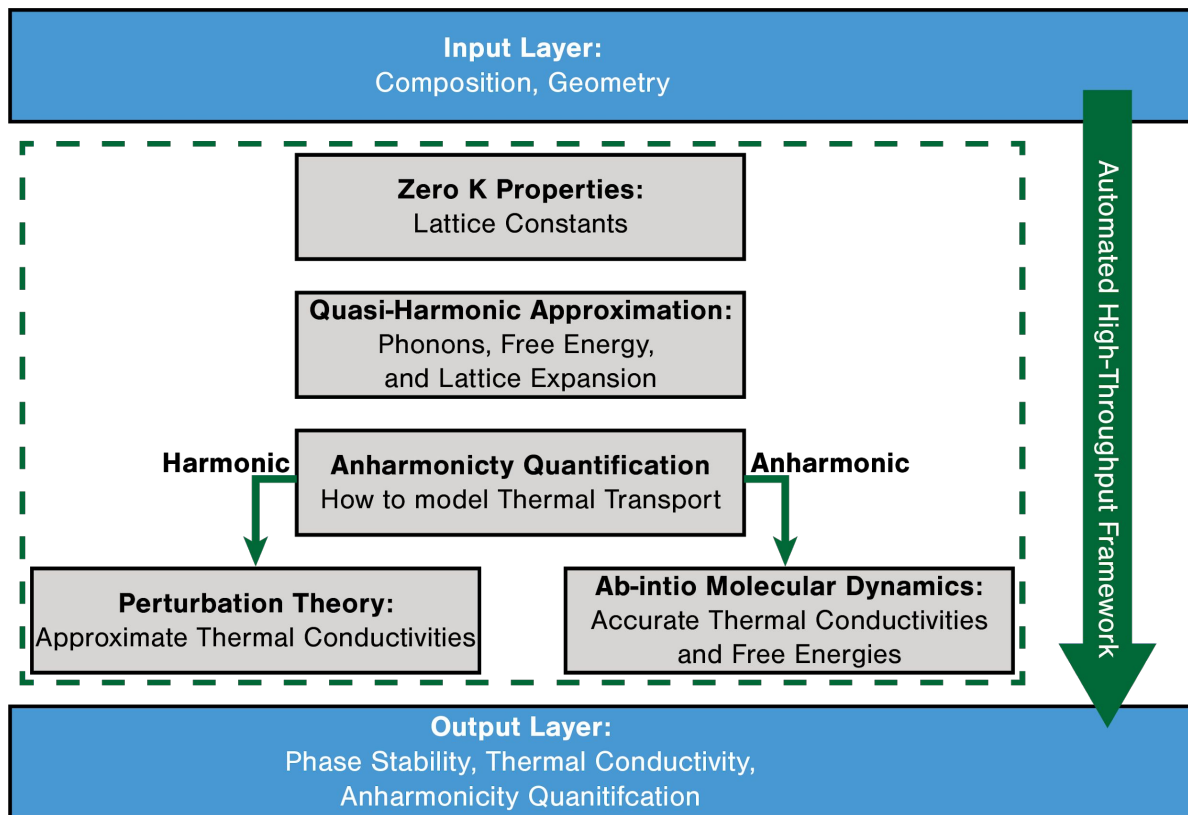 Input Layer:
Composition, Geometry
Zero K Properties:
Lattice Constants
Quasi-Harmonic Approximation:
Phonons, Free Energy,
and Lattice Expansion
Harmonic
Anharmonicty Quantification
How to model Thermal Transport
Anharmonic
Perturbation Theory:
Approximate Thermal Conductivities
Ab-intio Molecular Dynamics:
Accurate Thermal Conductivities
and Free Energies
Automated High-Throughput Framework
Output Layer:
Phase Stability, Thermal Conductivity,
Anharmonicity Quanitifcation